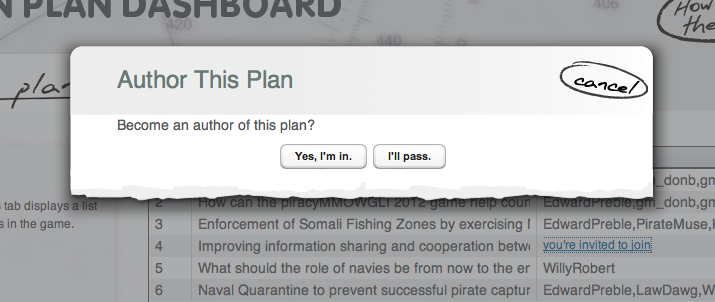 N PLAN DASHBOARD
406
How
the
420
440
plan
Author This Plan
cancel
Become an author of this plan?
Yes, I'm in.
I'll pass.
s tab displays a list
s in the game.
2 How can the piracyMMOWGLI 2012 game help coun EdwardPreble,gm_donb,gm
3 Enforcement of Somali Fishing Zones by exercising EdwardPreble,PirateMuse,
4 Improving information sharing and cooperation betwe you're invited to join
5 What should the role of navies be from now to the er WillyRobert
6 Naval Quarantine to prevent successful pirate captur EdwardPreble,LawDawg,W